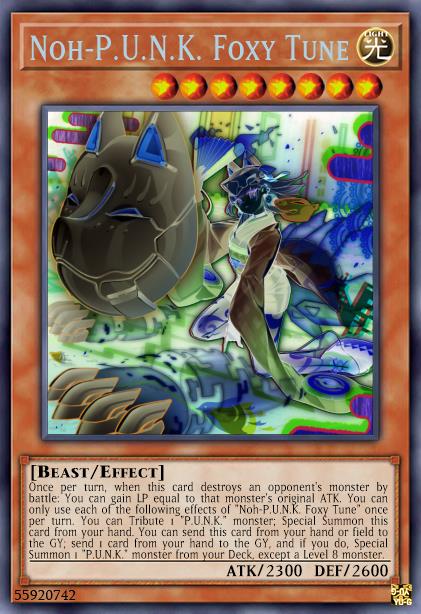 NOH-P.U.N.K. FOXY TUNE
LIGHT
光
[BEAST/EFFECT]
Once per turn, when this card destroys an opponent's monster by
battle: You can gain LP equal to that monster's original ATK. You can
only use each of the following effects of "Noh-P.U.N.K. Foxy Tune" once
per turn. You can Tribute 1 "P.U.N.K." monster; Special Summon this
card from your hand. You can send this card from your hand or field to
the GY; send 1 card from your hand to the GY, and if you do, Special
Summon 1 "P.U.N.K." monster from your Deck, except a Level 8 monster.
ATK/2300 DEF/2600
55920742